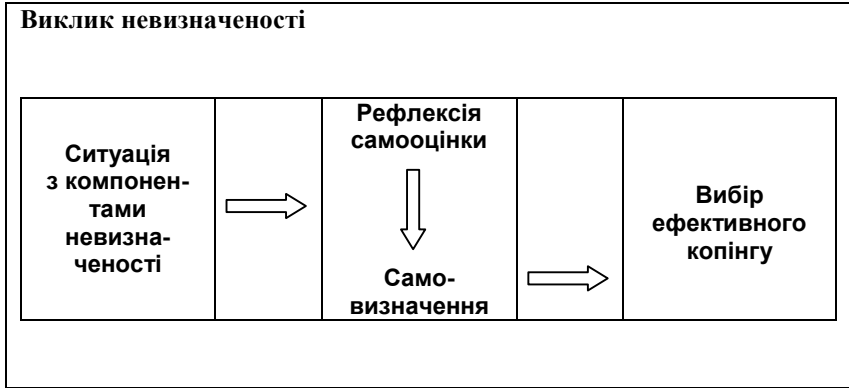 Виклик невизначеності
Ситуація
з компонен-
тами
невизна-
ченості
Рефлексія
самооцінки
Само-
визначення
Вибір
ефективного
копінгу